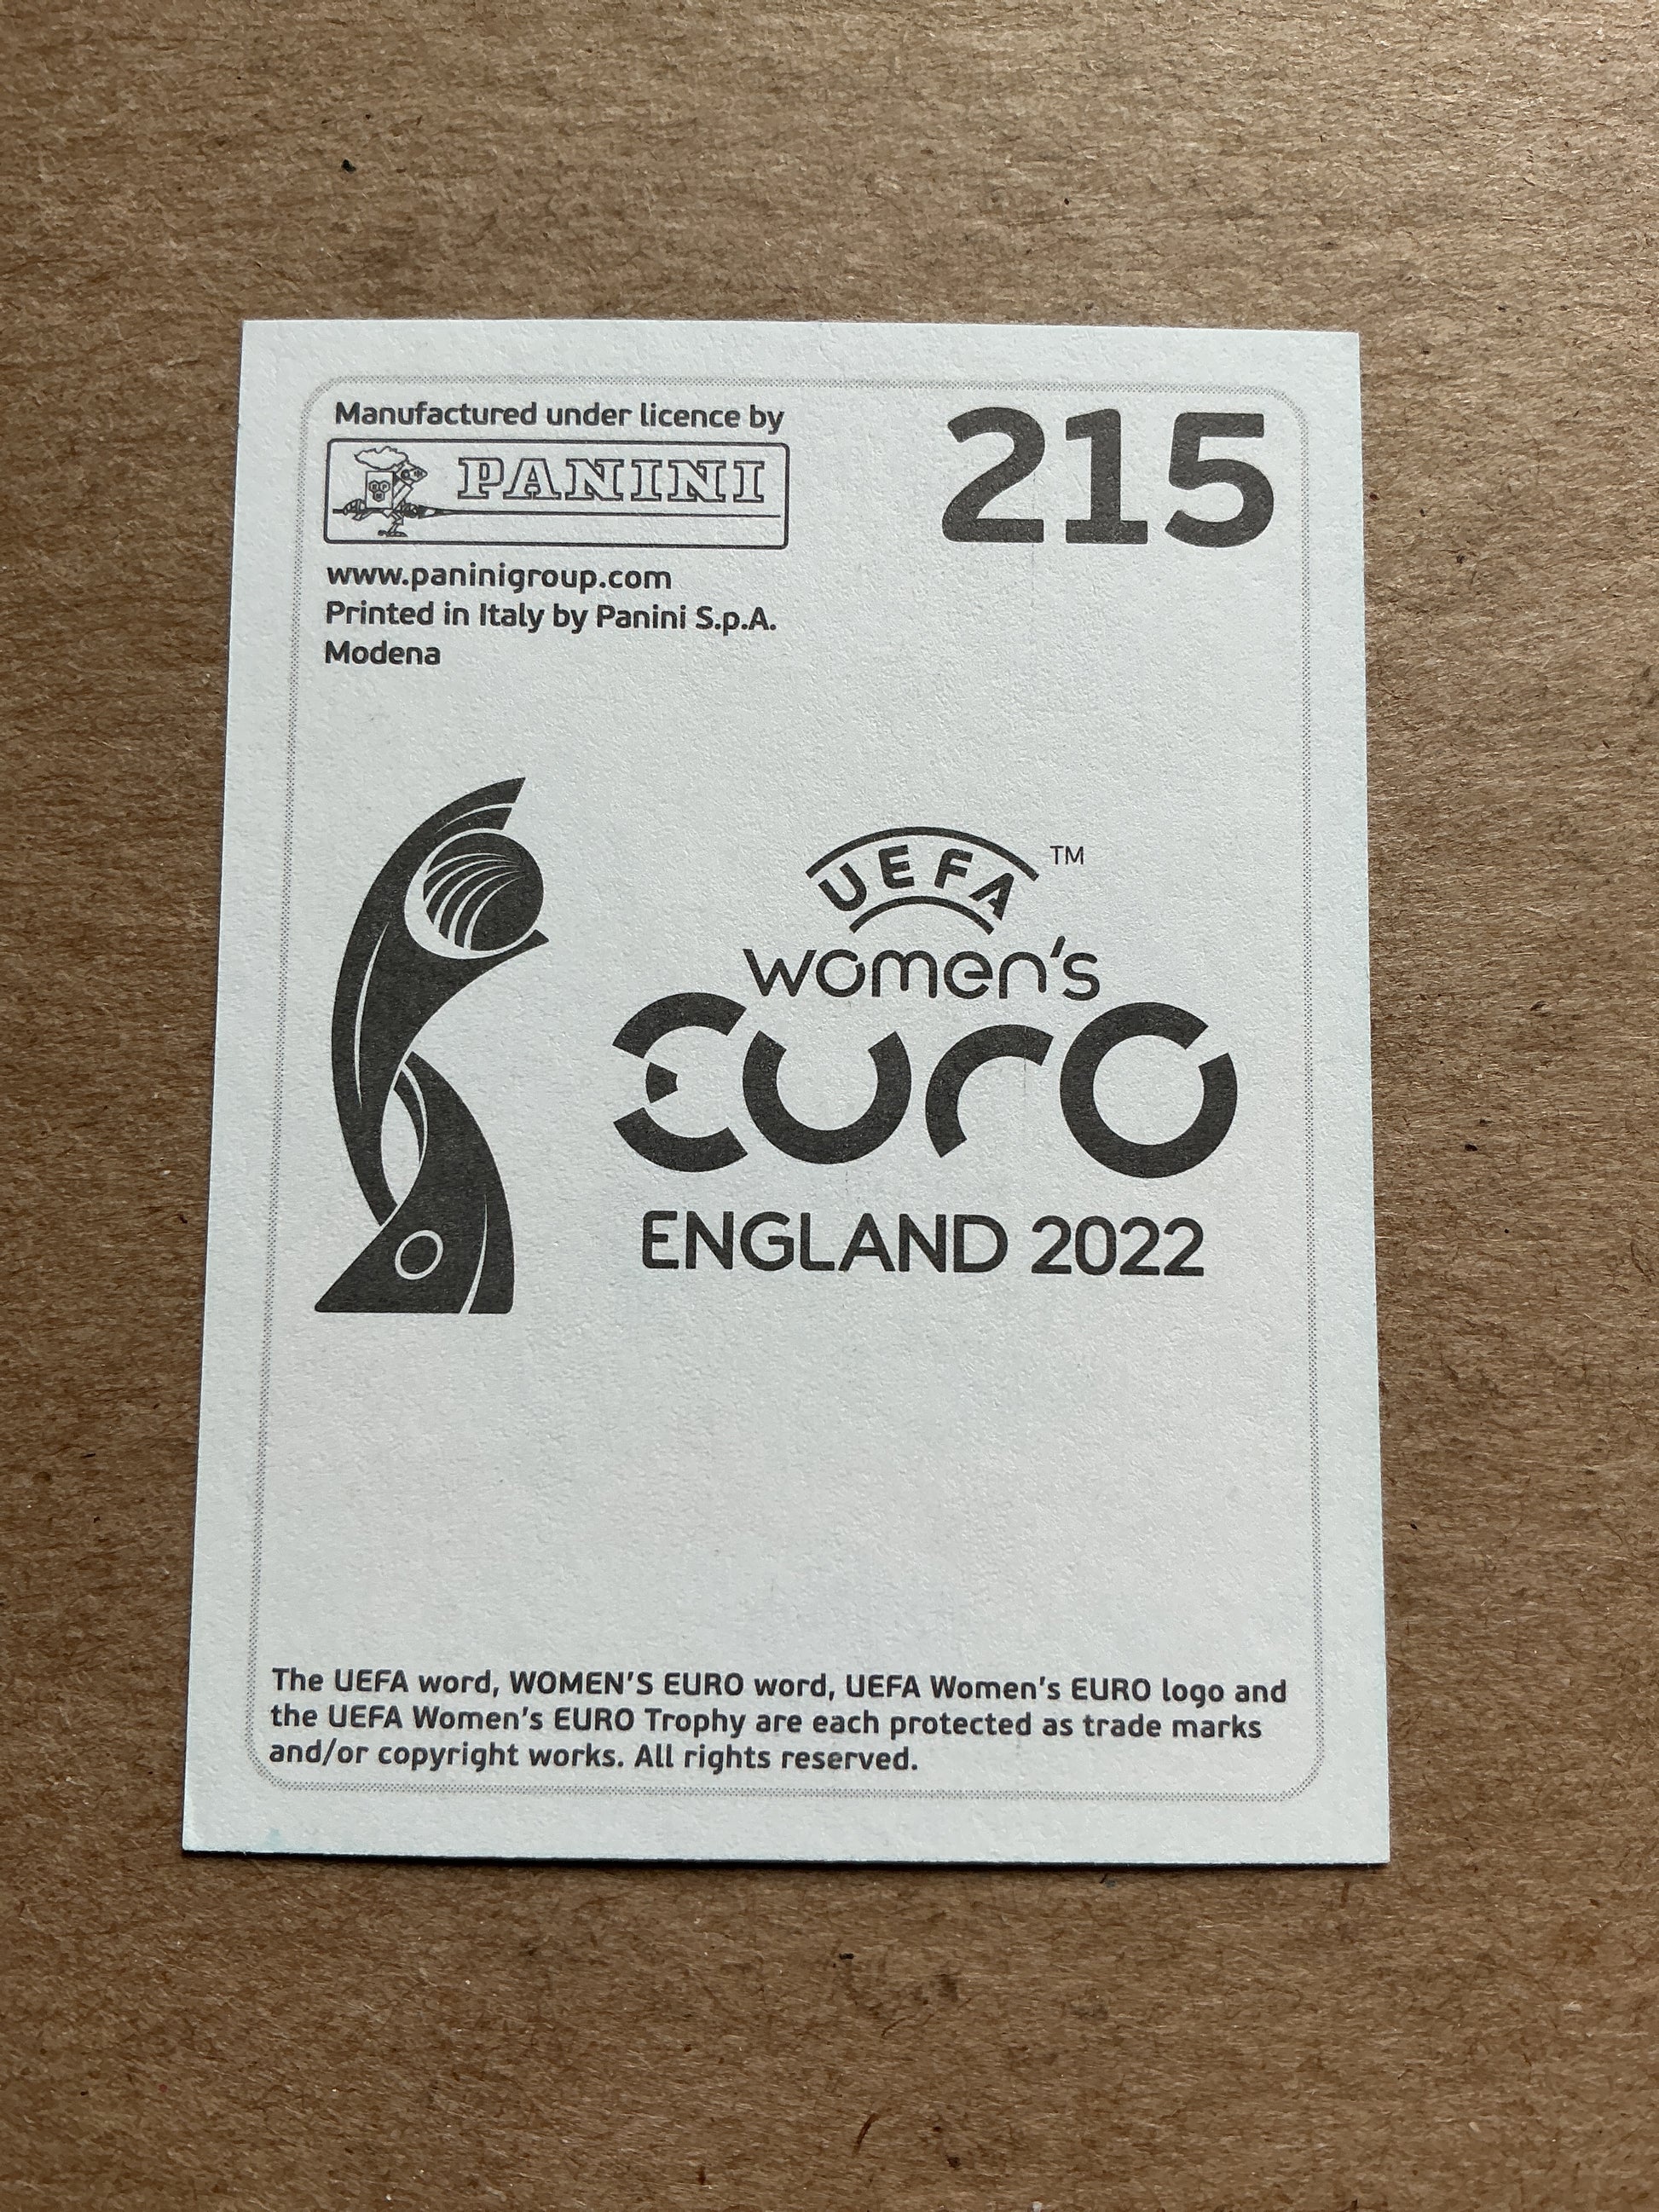 Manufactured under licence by
215
PANINI
www.paninigroup.com
Printed in Italy by Panini S.p.A.
Modena
UEFA ™
women's
EURO
ENGLAND 2022
The UEFA word, WOMEN'S EURO word, UEFA Women's EURO logo and
the UEFA Women's EURO Trophy are each protected as trade marks
and/or copyright works. All rights reserved.